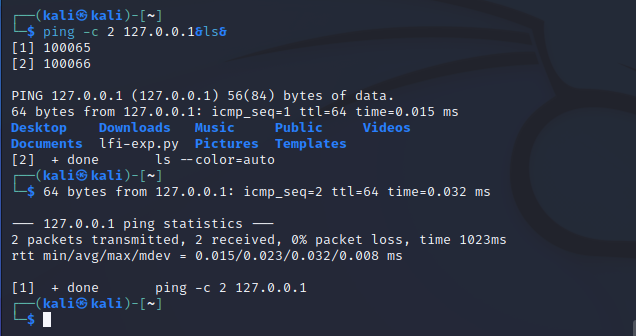 ┌──(kali㉿kali)-[~]
└─$ ping -c 2 127.0.0.1&ls&
[1] 100065
[2] 100066
PING 127.0.0.1 (127.0.0.1) 56(84) bytes of data.
64 bytes from 127.0.0.1: icmp_seq=1 ttl=64 time=0.015 ms
Desktop    Downloads   Music     Public     Videos
Documents  lfi-exp.py  Pictures  Templates
[2]  + done       ls --color=auto
┌──(kali㉿kali)-[~]
└─$ 64 bytes from 127.0.0.1: icmp_seq=2 ttl=64 time=0.032 ms
--- 127.0.0.1 ping statistics ---
2 packets transmitted, 2 received, 0% packet loss, time 1023ms
rtt min/avg/max/mdev = 0.015/0.023/0.032/0.008 ms
[1]  + done       ping -c 2 127.0.0.1
┌──(kali㉿kali)-[~]
└─$